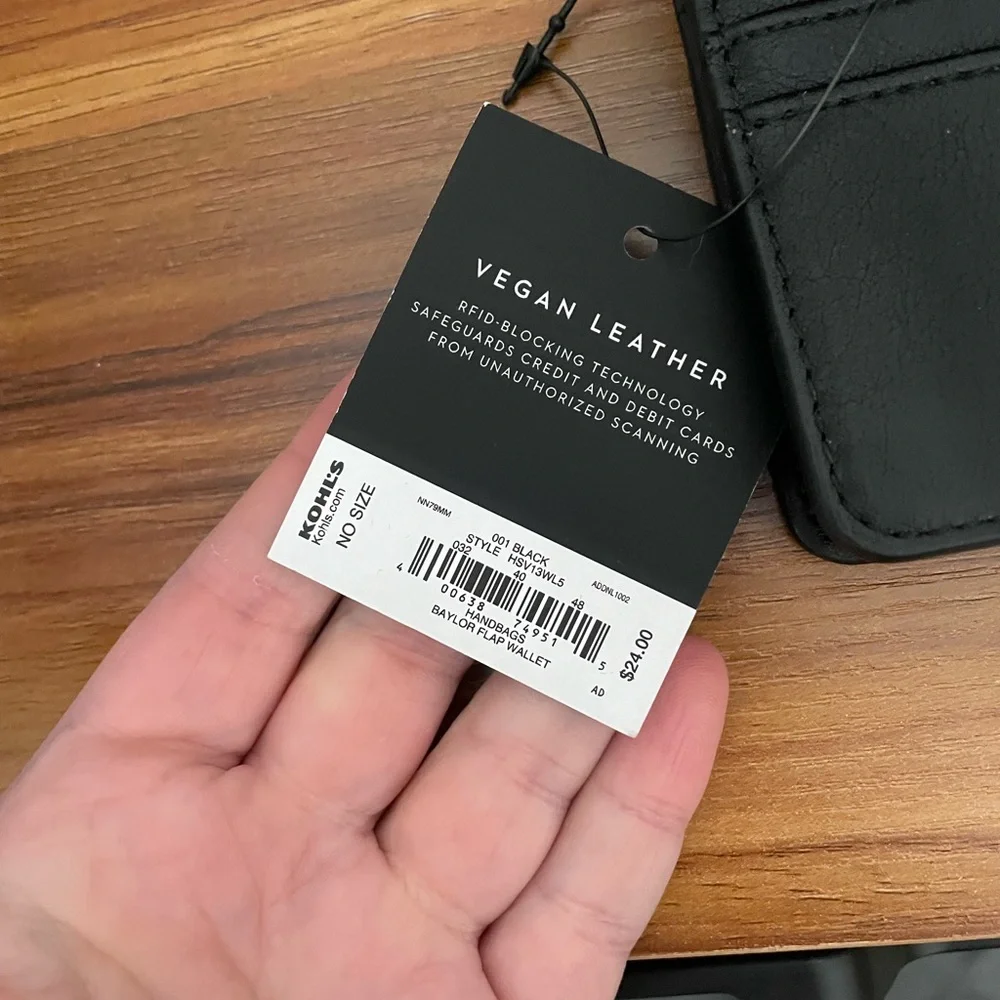 VEGAN LEATHER
RFID-BLOCKING TECHNOLOGY
SAFEGUARDS CREDIT AND DEBIT CARDS
FROM UNAUTHORIZED SCANNING
KOHL'S
Kohls.com
NO SIZE
NN79MM
001 BLACK
STYLE HSV13WL5
ADDNL1002
032 40 48
4 00638 74951 5
HANDBAGS
BAYLOR FLAP WALLET
AD
$24.00